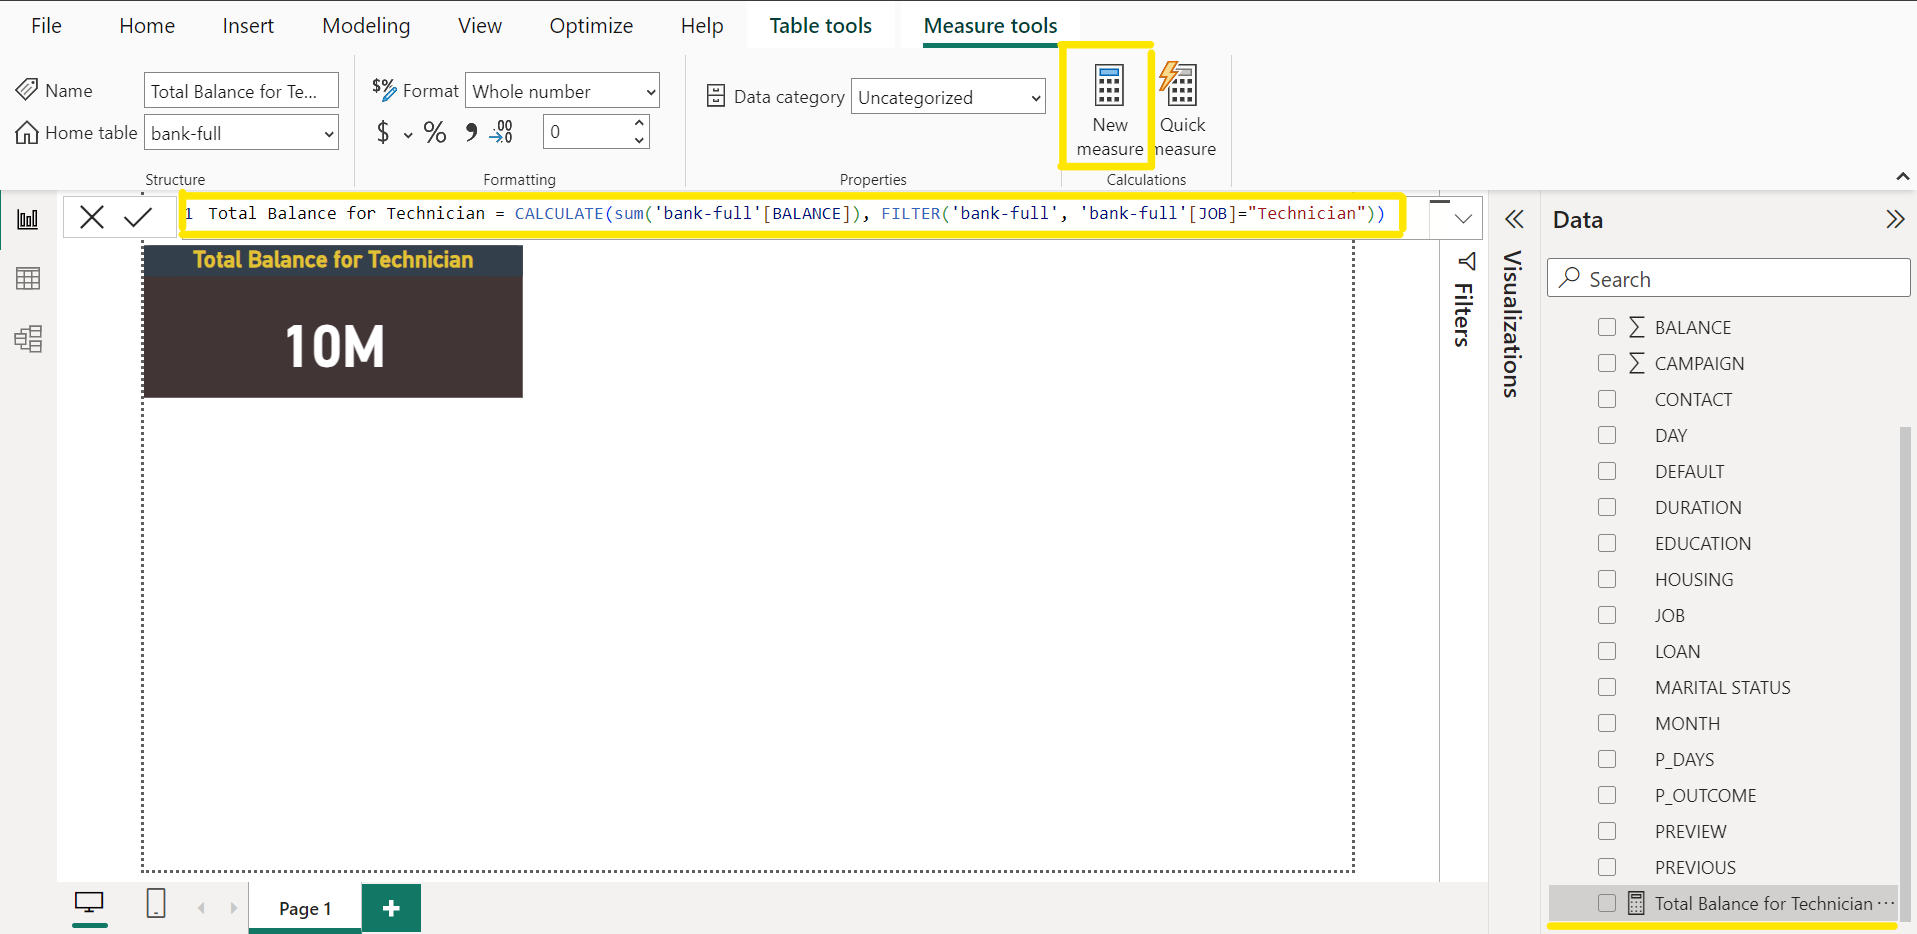 File Home Insert Modeling View Optimize Help Table tools Measure tools
Name Total Balance for Te...
Home table bank-full
Structure
$% Format Whole number
$ % , .00 0
Formatting
Data category Uncategorized
Properties
New measure
Quick measure
Calculations
1 Total Balance for Technician = CALCULATE(sum('bank-full'[BALANCE]), FILTER('bank-full', 'bank-full'[JOB]="Technician"))
Total Balance for Technician
10M
Filters
Visualizations
Data
Search
BALANCE
CAMPAIGN
CONTACT
DAY
DEFAULT
DURATION
EDUCATION
HOUSING
JOB
LOAN
MARITAL STATUS
MONTH
P_DAYS
P_OUTCOME
PREVIEW
PREVIOUS
Total Balance for Technician ...
Page 1
+